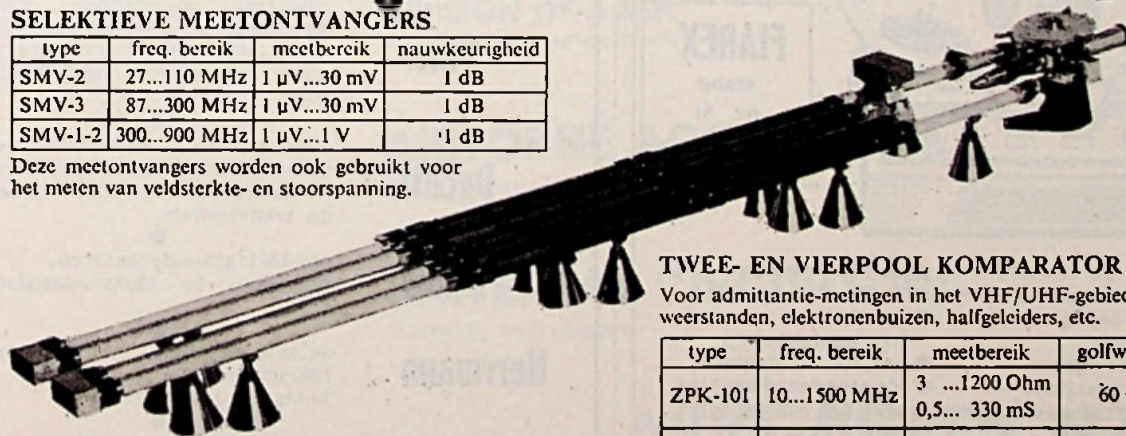 SELEKTIEVE MEETONTVANGERS
type freq. bereik meetbereik nauwkeurigheid
SMV-2 27...110 MHz 1 µV...30 mV 1 dB
SMV-3 87...300 MHz 1 µV...30 mV 1 dB
SMV-1-2 300...900 MHz 1 µV...1 V 1 dB
Deze meetontvangers worden ook gebruikt voor
het meten van veldsterkte- en stoorspanning.
TWEE- EN VIERPOOL KOMPARATOR
Voor admittantie-metingen in het VHF/UHF-gebied
weerstanden, elektronenbuizen, halfgeleiders, etc.
type freq. bereik meetbereik golfw
ZPK-101 10...1500 MHz 3 ...1200 Ohm 60
0,5... 330 mS